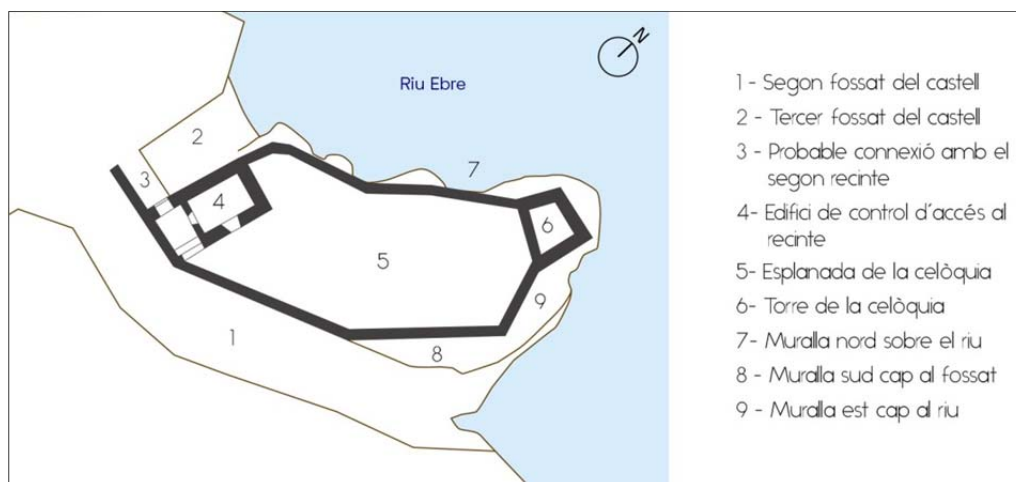 N
Riu Ebre
2
3
4
7
6
5
9
1
8
1 - Segon fossat del castell
2 - Tercer fossat del castell
3 - Probable connexió amb el
segon recinte
4- Edifici de control d'accés al
recinte
5- Esplanada de la celòquia
6- Torre de la celòquia
7- Muralla nord sobre el riu
8 - Muralla sud cap al fossat
9 - Muralla est cap al riu